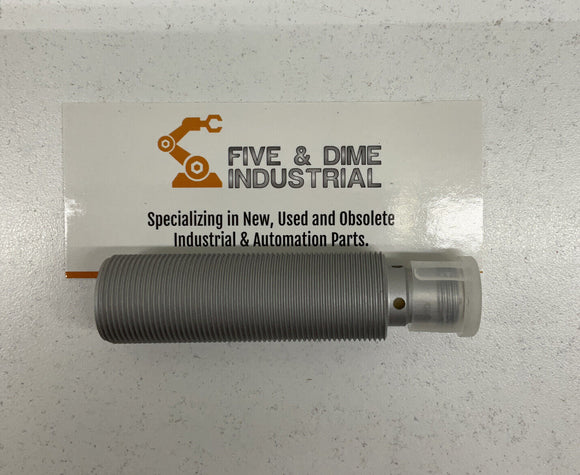 FIVE & DIME
INDUSTRIAL
Specializing in New, Used and Obsolete
Industrial & Automation Parts.